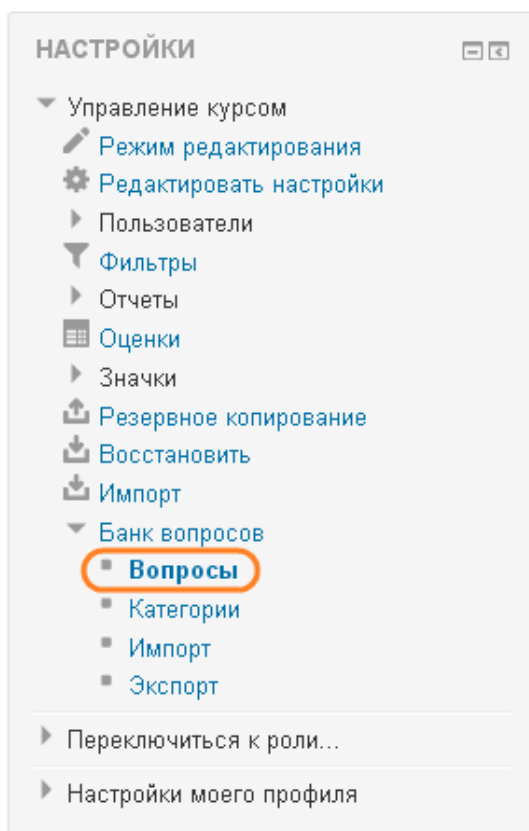 НАСТРОЙКИ
Управление курсом
Режим редактирования
Редактировать настройки
Пользователи
Фильтры
Отчеты
Оценки
Значки
Резервное копирование
Восстановить
Импорт
Банк вопросов
Вопросы
Категории
Импорт
Экспорт
Переключиться к роли...
Настройки моего профиля